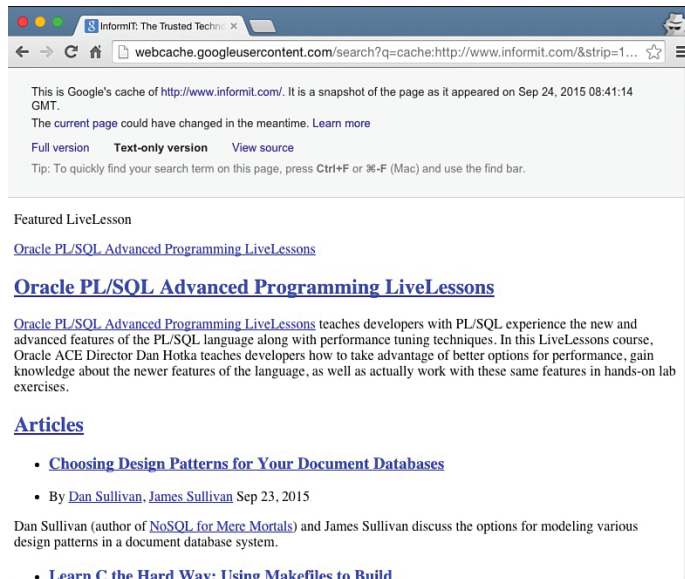 InformIT: The Trusted Techno
webcache.googleusercontent.com/search?q=cache:http://www.informit.com/&strip=1...
This is Google's cache of http://www.informit.com/. It is a snapshot of the page as it appeared on Sep 24, 2015 08:41:14
GMT.
The current page could have changed in the meantime. Learn more
Full version Text-only version View source
Tip: To quickly find your search term on this page, press Ctrl+F or ⌘-F (Mac) and use the find bar.
Featured LiveLesson
Oracle PL/SQL Advanced Programming LiveLessons
Oracle PL/SQL Advanced Programming LiveLessons
Oracle PL/SQL Advanced Programming LiveLessons teaches developers with PL/SQL experience the new and
advanced features of the PL/SQL language along with performance tuning techniques. In this LiveLessons course,
Oracle ACE Director Dan Hotka teaches developers how to take advantage of better options for performance, gain
knowledge about the newer features of the language, as well as actually work with these same features in hands-on lab
exercises.
Articles
• Choosing Design Patterns for Your Document Databases
• By Dan Sullivan, James Sullivan Sep 23, 2015
Dan Sullivan (author of NoSQL for Mere Mortals) and James Sullivan discuss the options for modeling various
design patterns in a document database system.
• Learn C the Hard Way: Using Makefiles to Build